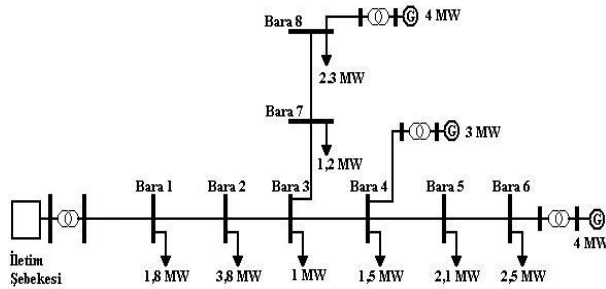 Bara 8
G
4 MW
2.3 MW
Bara 7
1,2 MW
G
3 MW
Bara 1
Bara 2
Bara 3
Bara 4
Bara 5
Bara 6
G
4 MW
İletim
Şebekesi
1,8 MW
3,8 MW
1 MW
1,5 MW
2,1 MW
2,5 MW